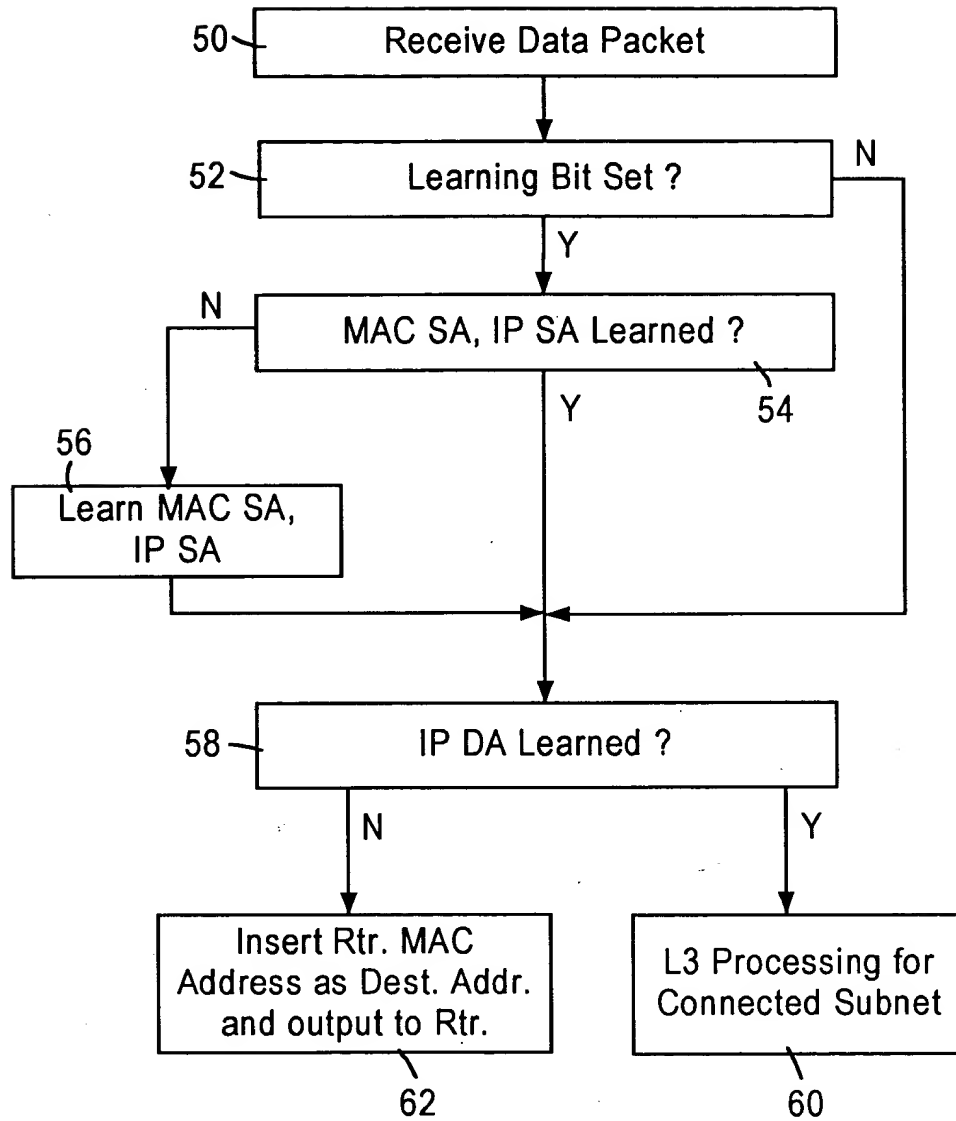 50
Receive Data Packet
52
Learning Bit Set ?
N
Y
N
MAC SA, IP SA Learned ?
54
Y
56
Learn MAC SA,
IP SA
58
IP DA Learned ?
N
Y
Insert Rtr. MAC
Address as Dest. Addr.
and output to Rtr.
62
L3 Processing for
Connected Subnet
60